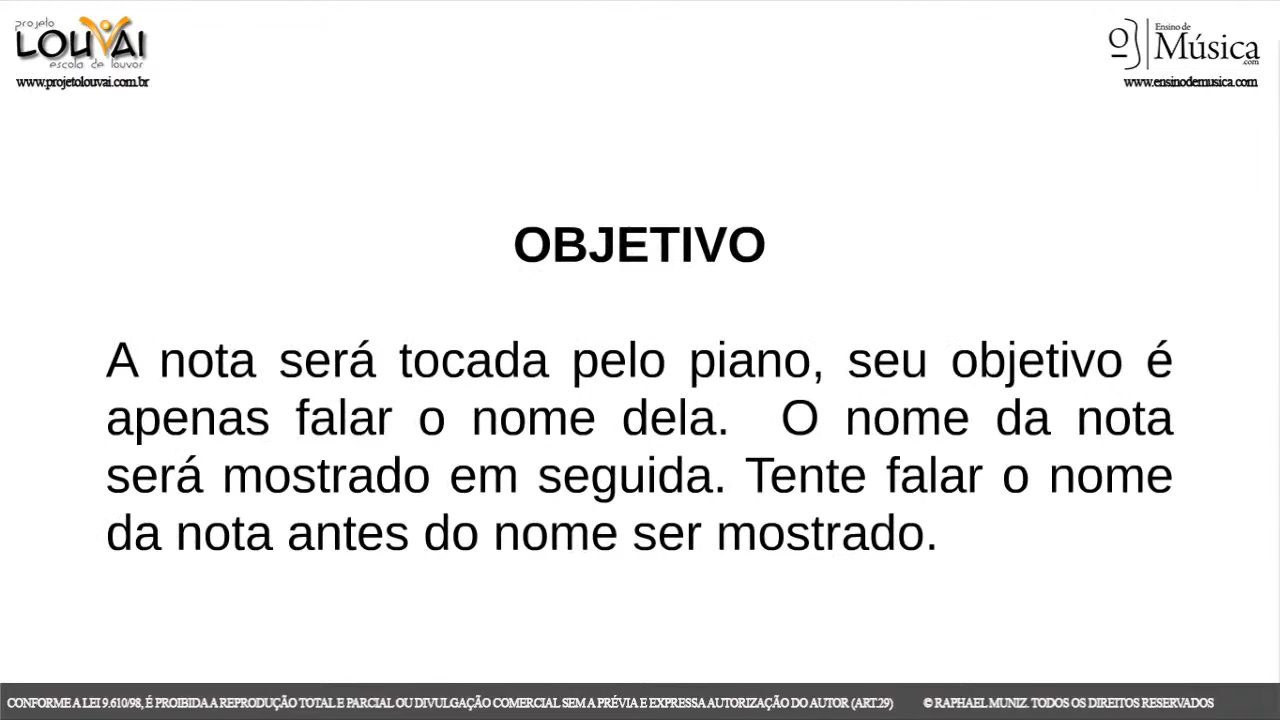 projeto
LOUVAI
escola de louvor
www.projetolouvai.com.br
Ensino de
Música
.com
www.ensinodemusica.com
OBJETIVO
A nota será tocada pelo piano, seu objetivo é
apenas falar o nome dela. O nome da nota
será mostrado em seguida. Tente falar o nome
da nota antes do nome ser mostrado.
CONFORME A LEI 9.610/98, É PROIBIDA A REPRODUÇÃO TOTAL E PARCIAL OU DIVULGAÇÃO COMERCIAL SEM A PRÉVIA E EXPRESSA AUTORIZAÇÃO DO AUTOR (ART.29) © RAPHAEL MUNIZ. TODOS OS DIREITOS RESERVADOS